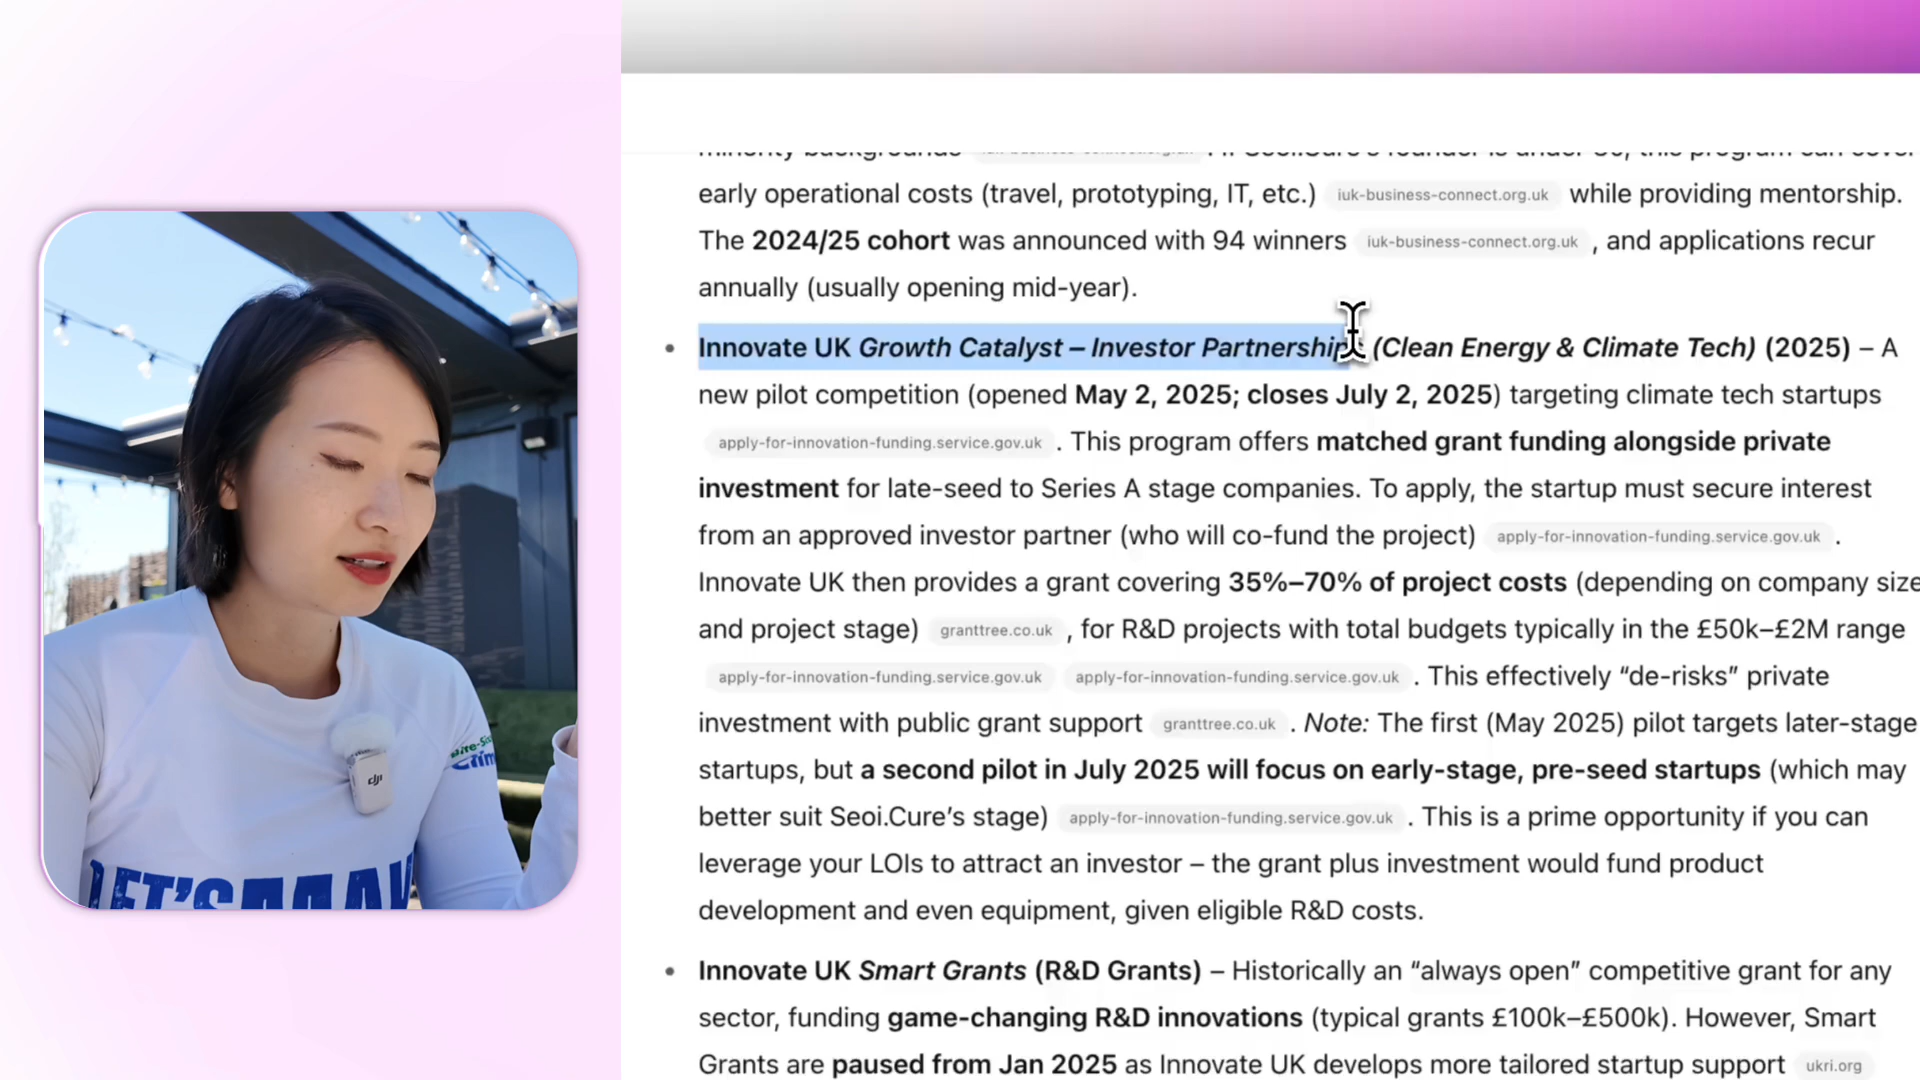 early operational costs (travel, prototyping, IT, etc.) iuk-business-connect.org.uk while providing mentorship.
The 2024/25 cohort was announced with 94 winners iuk-business-connect.org.uk , and applications recur
annually (usually opening mid-year).
• Innovate UK Growth Catalyst – Investor Partnerships (Clean Energy & Climate Tech) (2025) – A
new pilot competition (opened May 2, 2025; closes July 2, 2025) targeting climate tech startups
apply-for-innovation-funding.service.gov.uk . This program offers matched grant funding alongside private
investment for late-seed to Series A stage companies. To apply, the startup must secure interest
from an approved investor partner (who will co-fund the project) apply-for-innovation-funding.service.gov.uk .
Innovate UK then provides a grant covering 35%–70% of project costs (depending on company size
and project stage) granttree.co.uk , for R&D projects with total budgets typically in the £50k–£2M range
apply-for-innovation-funding.service.gov.uk apply-for-innovation-funding.service.gov.uk . This effectively “de-risks” private
investment with public grant support granttree.co.uk . Note: The first (May 2025) pilot targets later-stage
startups, but a second pilot in July 2025 will focus on early-stage, pre-seed startups (which may
better suit Seoi.Cure’s stage) apply-for-innovation-funding.service.gov.uk . This is a prime opportunity if you can
leverage your LOIs to attract an investor – the grant plus investment would fund product
development and even equipment, given eligible R&D costs.
• Innovate UK Smart Grants (R&D Grants) – Historically an “always open” competitive grant for any
sector, funding game-changing R&D innovations (typical grants £100k–£500k). However, Smart
Grants are paused from Jan 2025 as Innovate UK develops more tailored startup support ukri.org
dji
LET'S